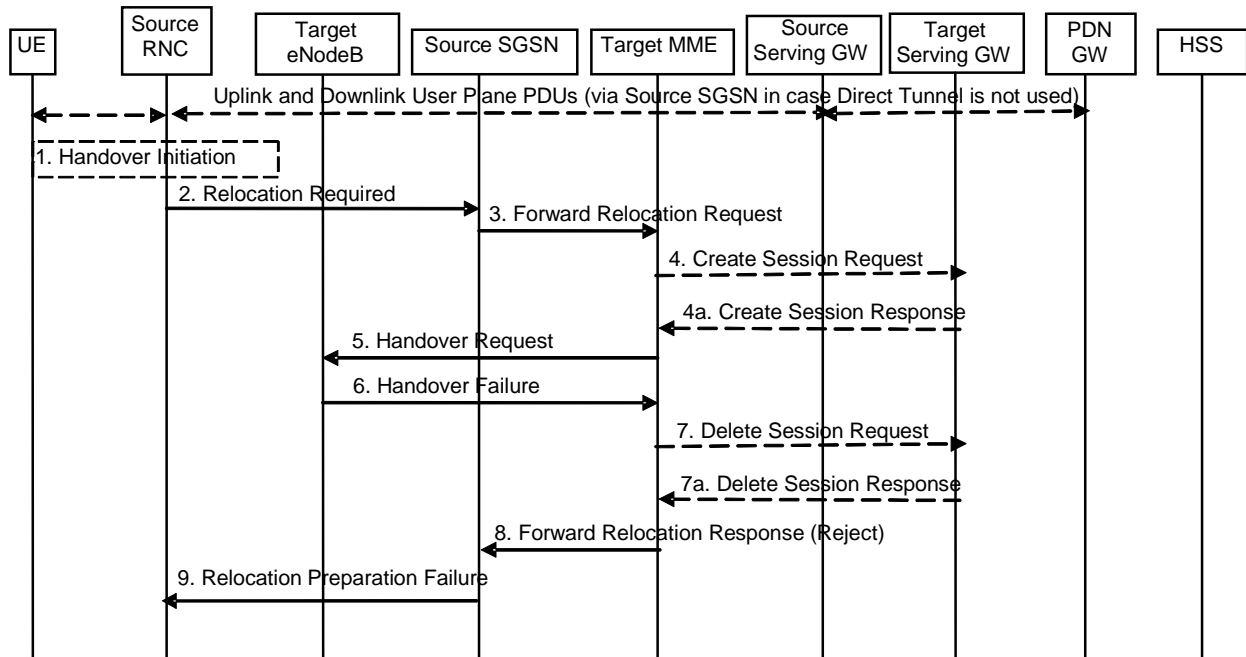 UE
Source
RNC
Target
eNodeB
Source SGSN
Target MME
Source
Serving GW
Target
Serving GW
PDN
GW
HSS
Uplink and Downlink User Plane PDUs (via Source SGSN in case Direct Tunnel is not used)
1. Handover Initiation
2. Relocation Required
3. Forward Relocation Request
4. Create Session Request
4a. Create Session Response
5. Handover Request
6. Handover Failure
7. Delete Session Request
7a. Delete Session Response
8. Forward Relocation Response (Reject)
9. Relocation Preparation Failure